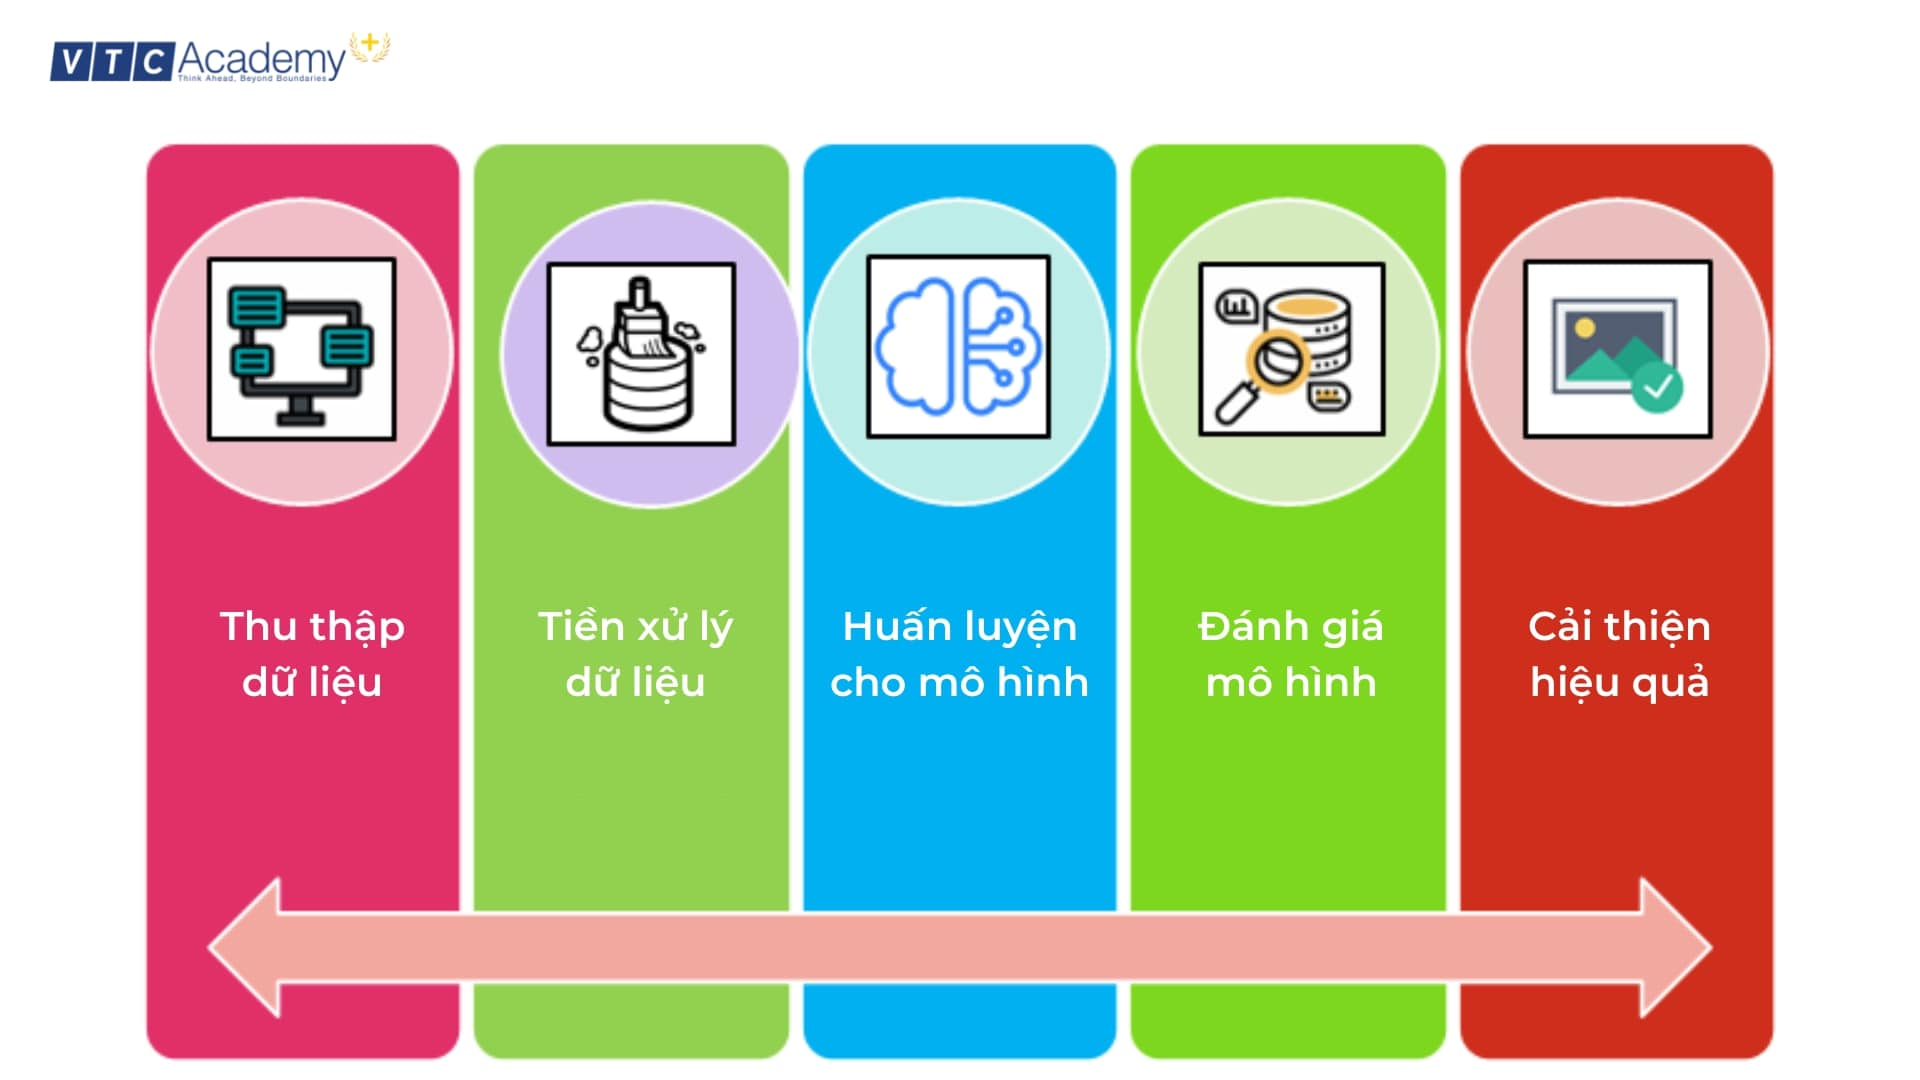 VTC Academy+
Think Ahead, Beyond Boundaries
Thu thập
dữ liệu
Tiền xử lý
dữ liệu
Huấn luyện
cho mô hình
Đánh giá
mô hình
Cải thiện
hiệu quả